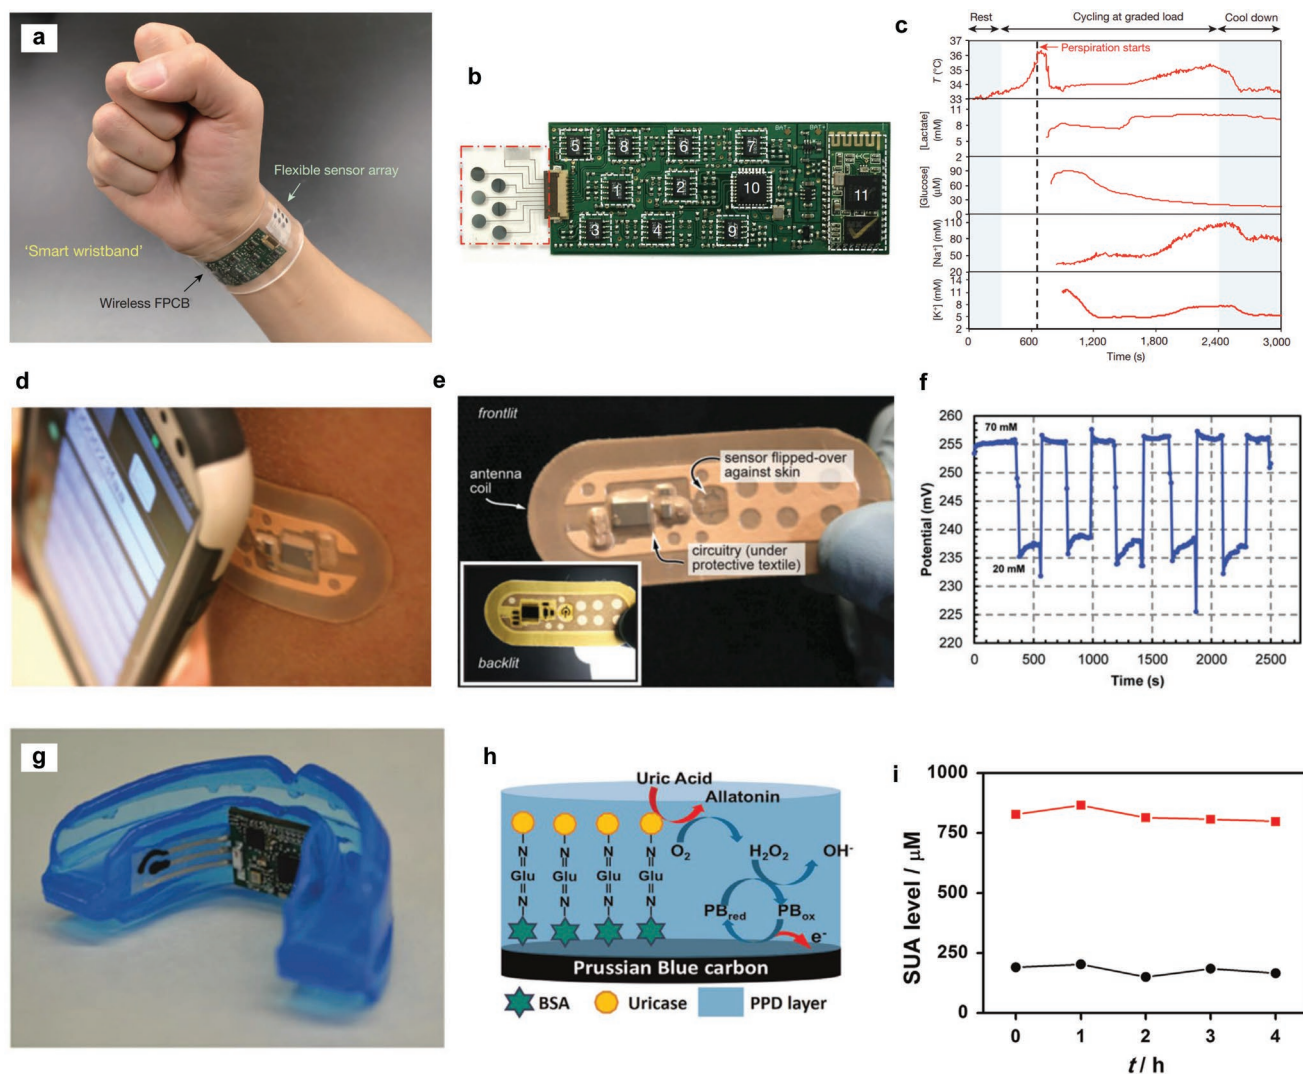 a
Flexible sensor array
'Smart wristband'
Wireless FPCB
b
5 8 6 7
1 2 10 11
3 4 9
BAT- BAT+
c
Rest Cycling at graded load Cool down
Perspiration starts
T (°C)
37
36
35
34
33
[Lactate] (mM)
11
8
5
2
[Glucose] (µM)
90
60
30
0
[Na⁺] (mM)
110
80
50
20
[K⁺] (mM)
14
11
8
5
2
0 600 1,200 1,800 2,400 3,000
Time (s)
d
e
frontlit
antenna coil
sensor flipped-over against skin
circuitry (under protective textile)
backlit
f
Potential (mV)
260
255
250
245
240
235
230
225
220
70 mM
20 mM
0 500 1000 1500 2000 2500
Time (s)
g
h
Uric Acid
Allatonin
O₂ H₂O₂ OH⁻
N N N N
Glu Glu Glu Glu
N N N N
PBred PBox
e⁻
Prussian Blue carbon
BSA Uricase PPD layer
i
SUA level / µM
1000
750
500
250
0
0 1 2 3 4
t / h